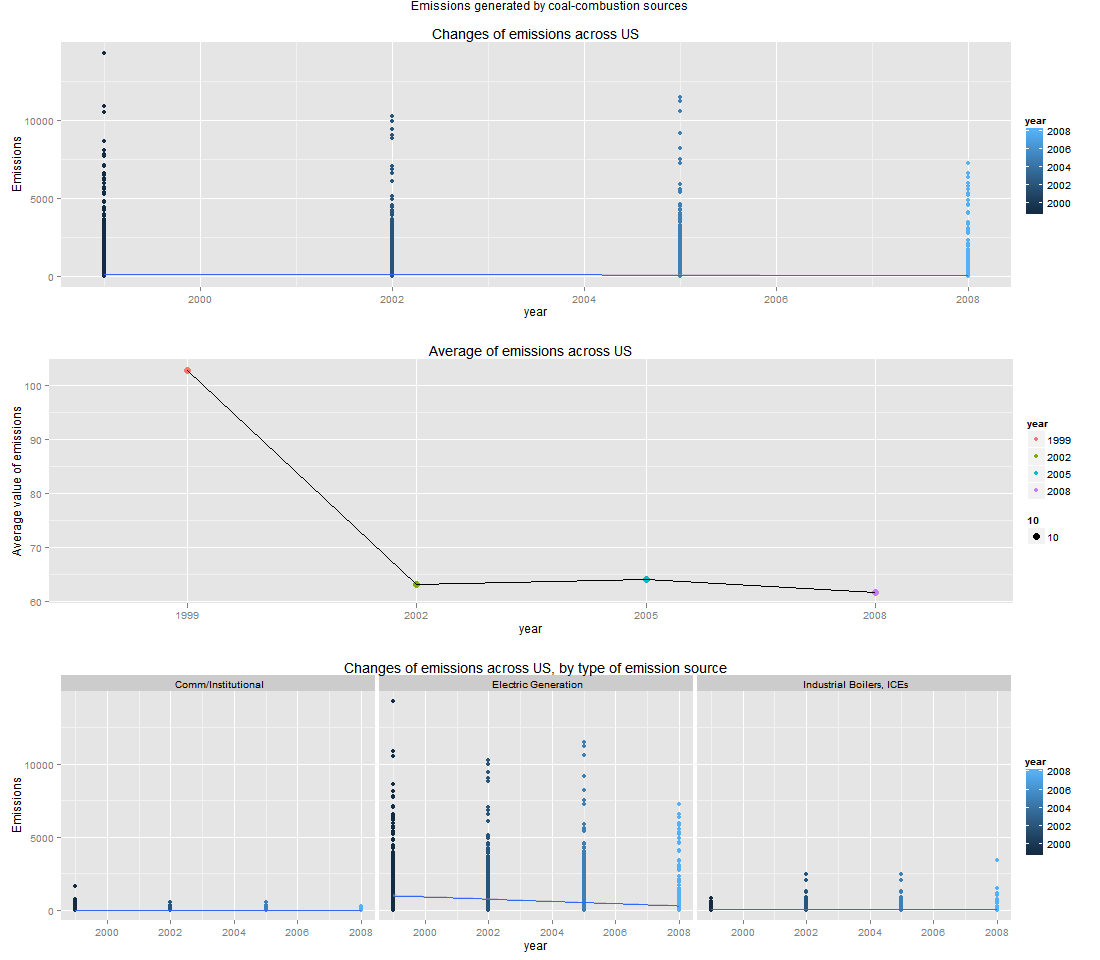 Emissions generated by coal-combustion sources
Changes of emissions across US
Emissions
10000
5000
0
2000 2002 2004 2006 2008
year
year
2008
2006
2004
2002
2000
Average of emissions across US
Average value of emissions
100
90
80
70
60
1999 2002 2005 2008
year
year
1999
2002
2005
2008
10
10
Changes of emissions across US, by type of emission source
Comm/Institutional Electric Generation Industrial Boilers, ICEs
Emissions
10000
5000
0
2000 2002 2004 2006 2008 2000 2002 2004 2006 2008 2000 2002 2004 2006 2008
year
year
2008
2006
2004
2002
2000